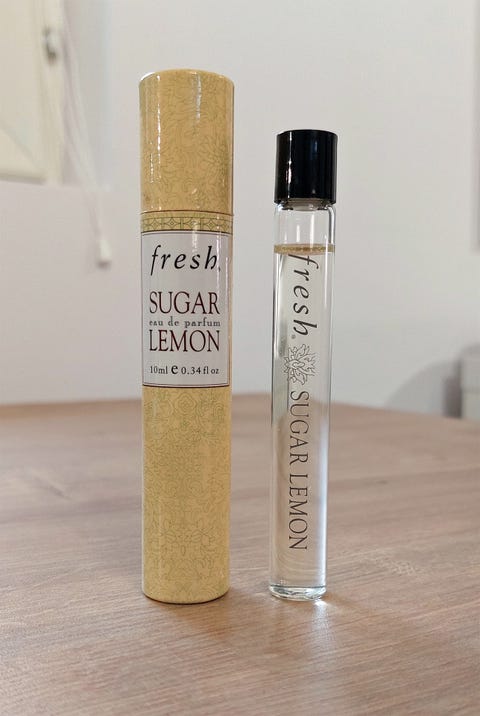 fresh®
SUGAR
eau de parfum
LEMON
10ml e 0.34 fl oz
fresh® SUGAR LEMON